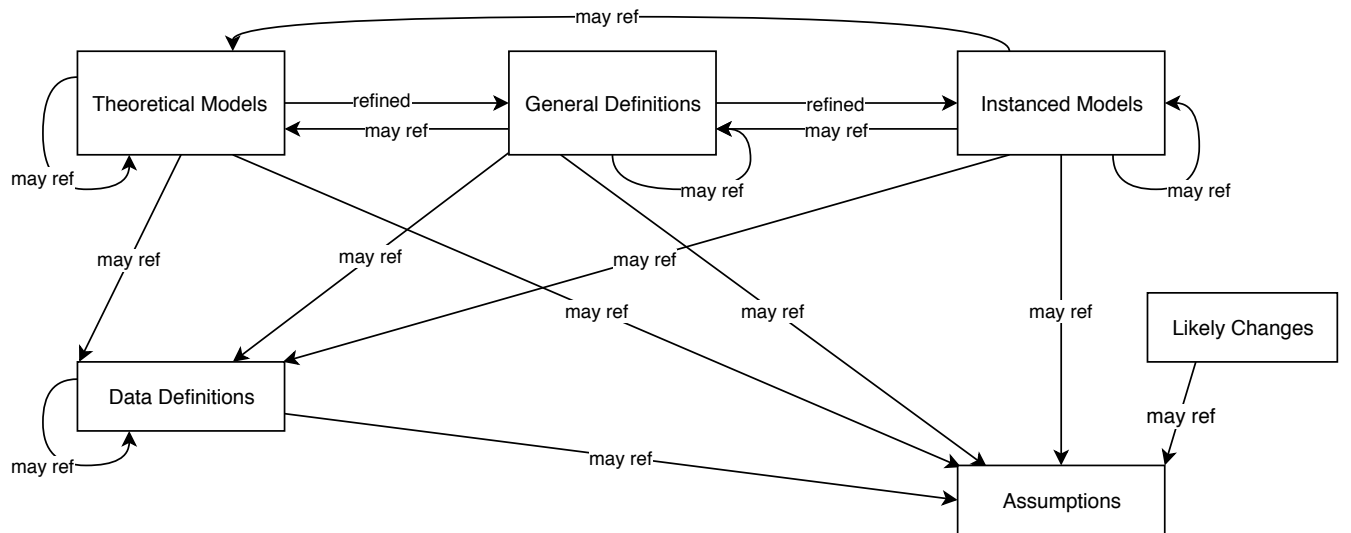 may ref
Theoretical Models
refined
General Definitions
refined
Instanced Models
may ref
may ref
may ref
may ref
may ref
may ref
may ref
may ref
may ref
may ref
may ref
Likely Changes
Data Definitions
may ref
may ref
may ref
Assumptions